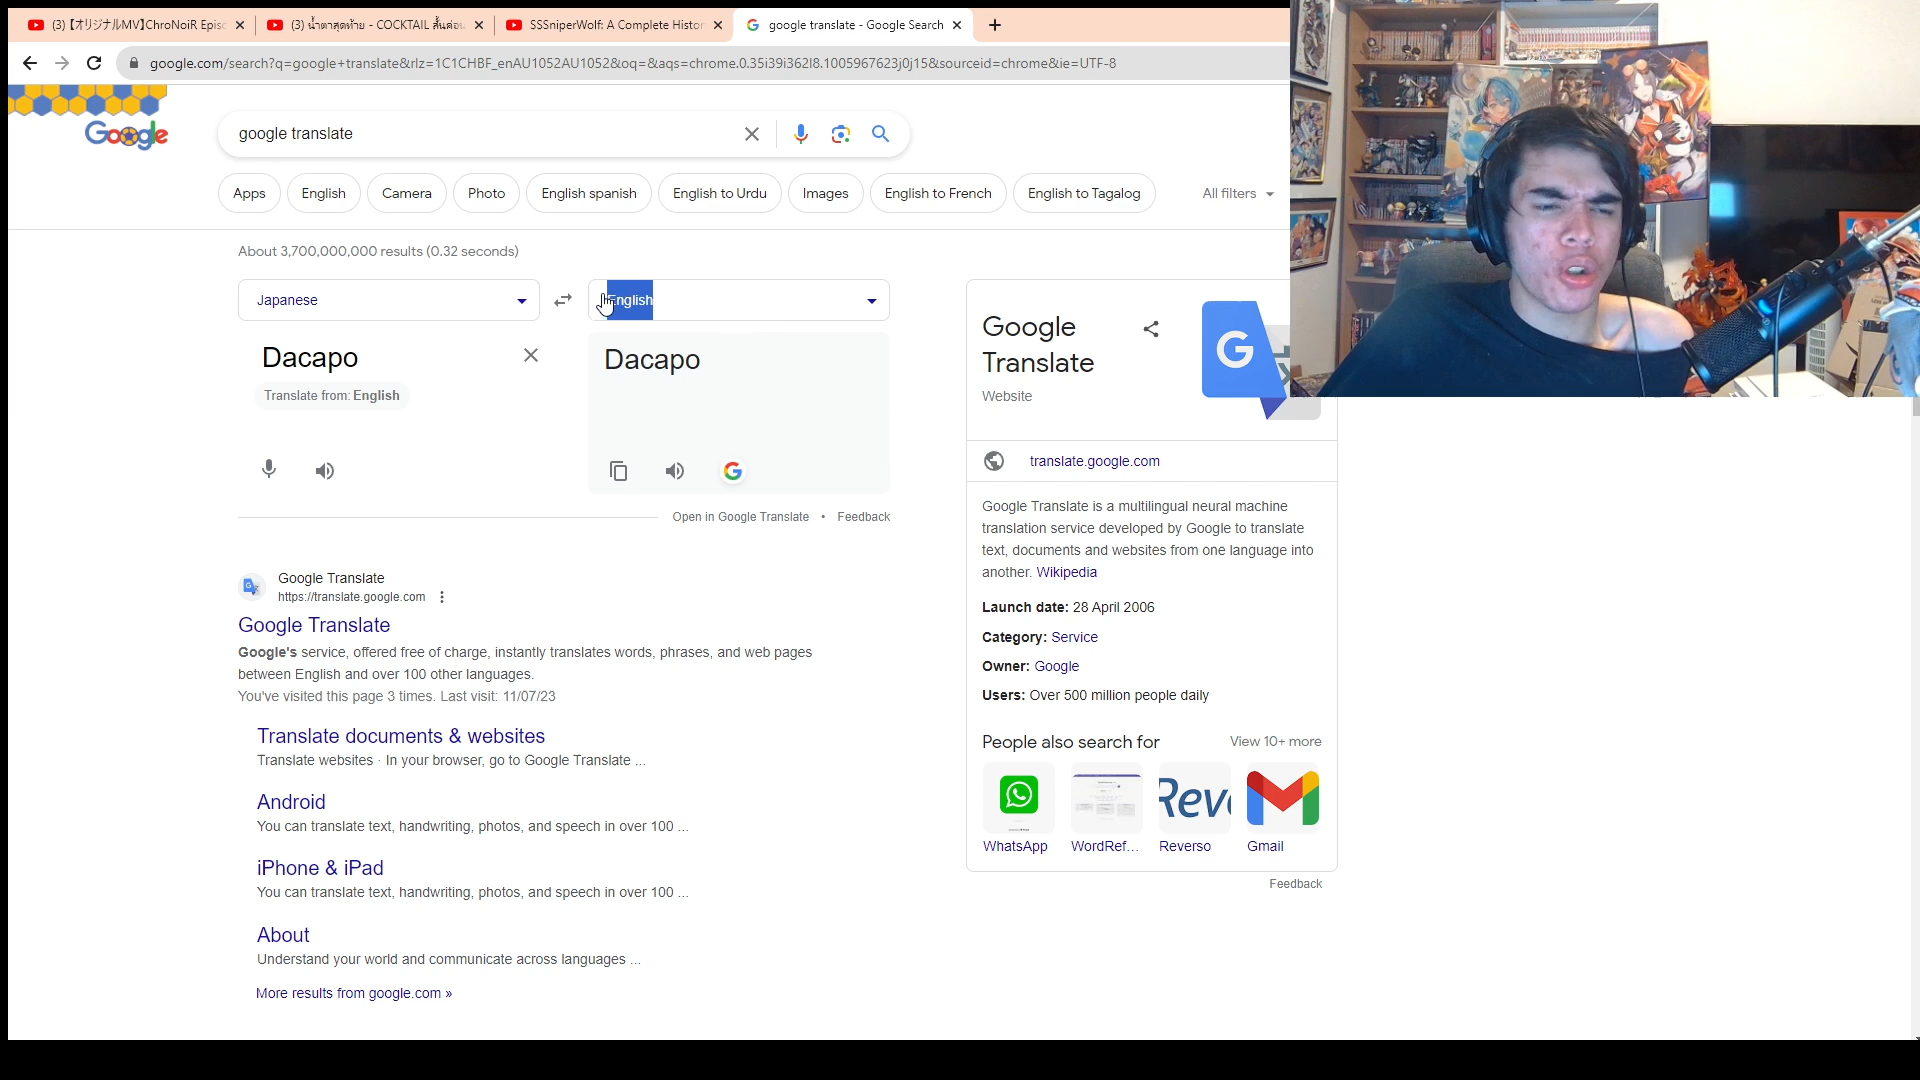 (3)【オリジナルMV】ChroNoiR Episo
(3) น้ำตาสุดท้าย - COCKTAIL
SSSniperWolf: A Complete Histor
google translate - Google Search
google.com/search?q=google+translate&rlz=1C1CHBF_enAU1052AU1052&oq=&aqs=chrome.0.35i39i362l8.1005967623j0j15&sourceid=chrome&ie=UTF-8
Google
google translate
Apps
English
Camera
Photo
English spanish
English to Urdu
Images
English to French
English to Tagalog
All filters
About 3,700,000,000 results (0.32 seconds)
Japanese
English
Dacapo
Dacapo
Translate from: English
Open in Google Translate • Feedback
Google Translate
https://translate.google.com
Google Translate
Google's service, offered free of charge, instantly translates words, phrases, and web pages
between English and over 100 other languages.
You've visited this page 3 times. Last visit: 11/07/23
Translate documents & websites
Translate websites · In your browser, go to Google Translate ...
Android
You can translate text, handwriting, photos, and speech in over 100 ...
iPhone & iPad
You can translate text, handwriting, photos, and speech in over 100 ...
About
Understand your world and communicate across languages ...
More results from google.com »
Google
Translate
Website
G
translate.google.com
Google Translate is a multilingual neural machine
translation service developed by Google to translate
text, documents and websites from one language into
another. Wikipedia
Launch date: 28 April 2006
Category: Service
Owner: Google
Users: Over 500 million people daily
People also search for
View 10+ more
Reve
WhatsApp
WordRef...
Reverso
Gmail
Feedback